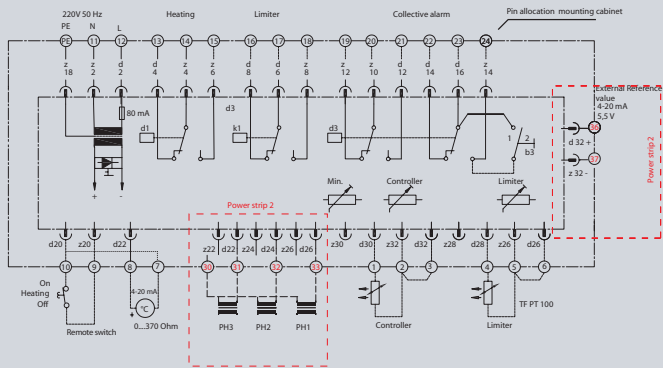 220V 50 Hz Heating Limiter Collective alarm Pin allocation mounting cabinet
PE N L
PE 11 12 13 14 15 16 17 18 19 20 21 22 23 24
z 18 z 2 d 2 d 4 z 4 z 6 d 8 d 6 z 8 z 12 z 10 d 12 d 14 d 16 z 14
External Reference
value
4-20 mA
5,5 V
80 mA
d3
d1 k1 d3 1 2
b3
36
d 32 +
37
z 32 -
Power strip 2
Min. Controller Limiter
+ -
Power strip 2
d20 z20 d22 z22 d22 z24 d24 z26 d26 z30 d30 z32 d32 z28 d28 z26 d26
10 9 8 7 30 31 32 33 1 2 3 4 5 6
On
Heating
Off
4-20 mA
°C
0...370 Ohm
Remote switch
PH3 PH2 PH1
TF PT 100
Controller Limiter